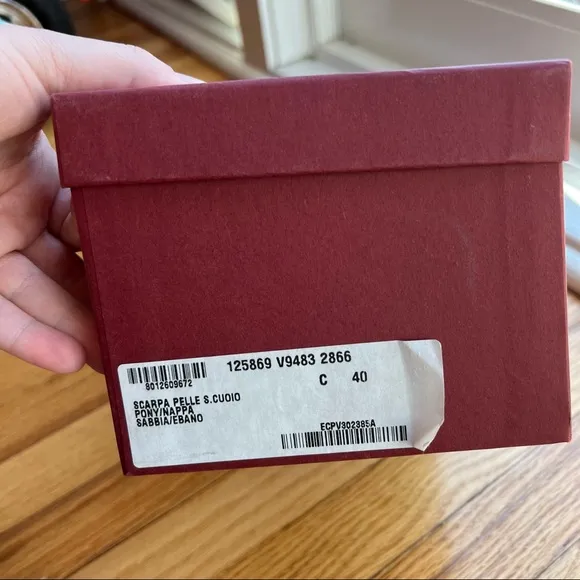 125869 V9483 2866
8012609672
C 40
SCARPA PELLE S.CUOIO
PONY/NAPPA
SABBIA/EBANO
ECPV302385A